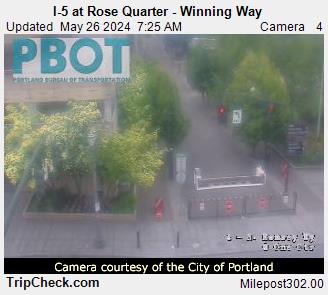 I-5 at Rose Quarter - Winning Way
Updated May 26 2024 7:25 AM Camera 4
PBOT
PORTLAND BUREAU OF TRANSPORTATION
Camera courtesy of the City of Portland
TripCheck.com Milepost302.00